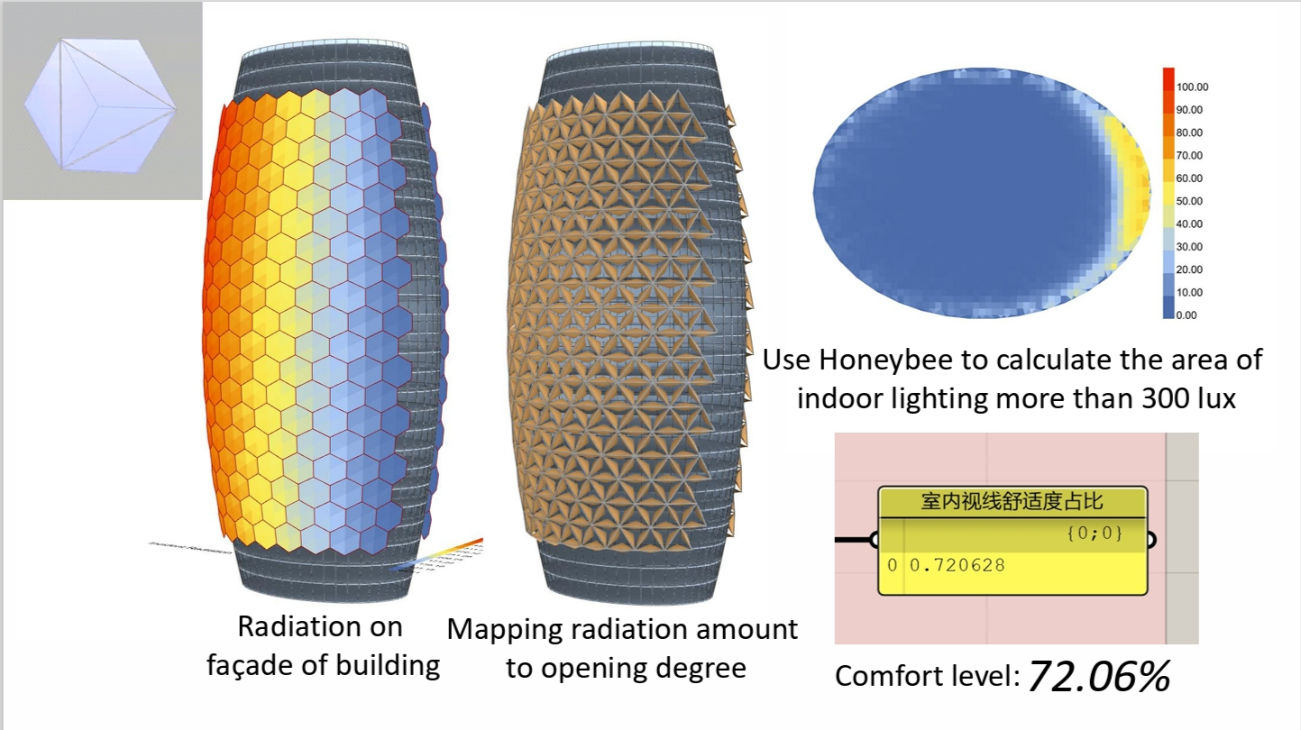 100.00
90.00
80.00
70.00
60.00
50.00
40.00
30.00
20.00
10.00
0.00
Use Honeybee to calculate the area of
indoor lighting more than 300 lux
室内视线舒适度占比
{0;0}
0 0.720628
Radiation on
façade of building
Mapping radiation amount
to opening degree
Comfort level: 72.06%